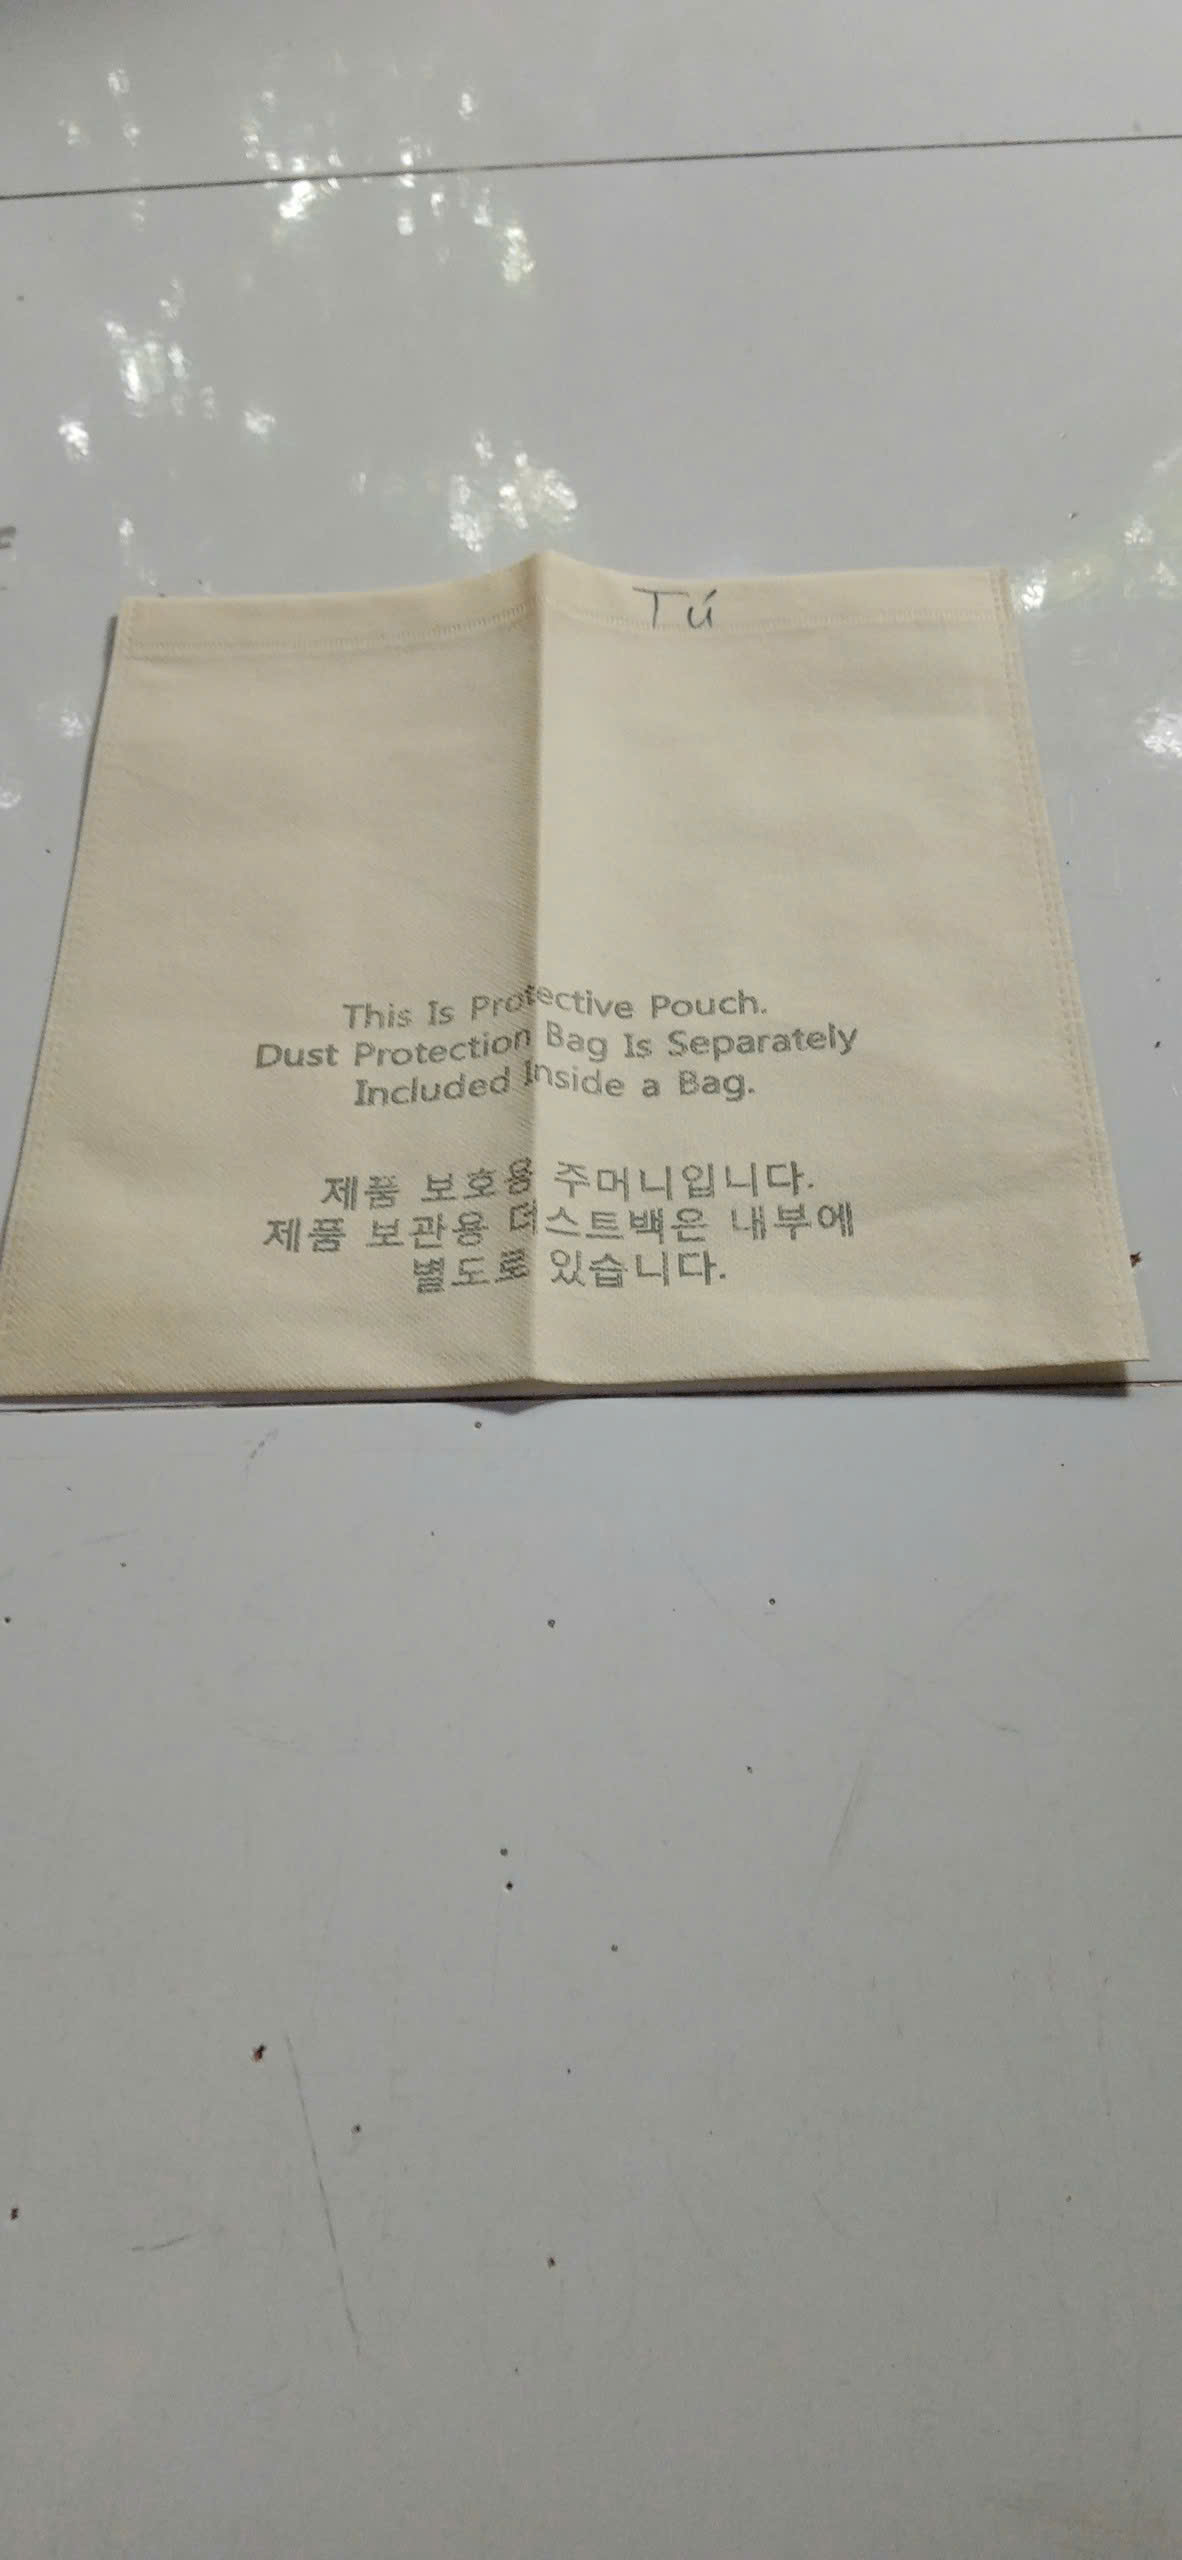 Tú
This Is Protective Pouch.
Dust Protection Bag Is Separately
Included Inside a Bag.
제품 보호용 주머니입니다.
제품 보관용 더스트백은 내부에
별도로 있습니다.